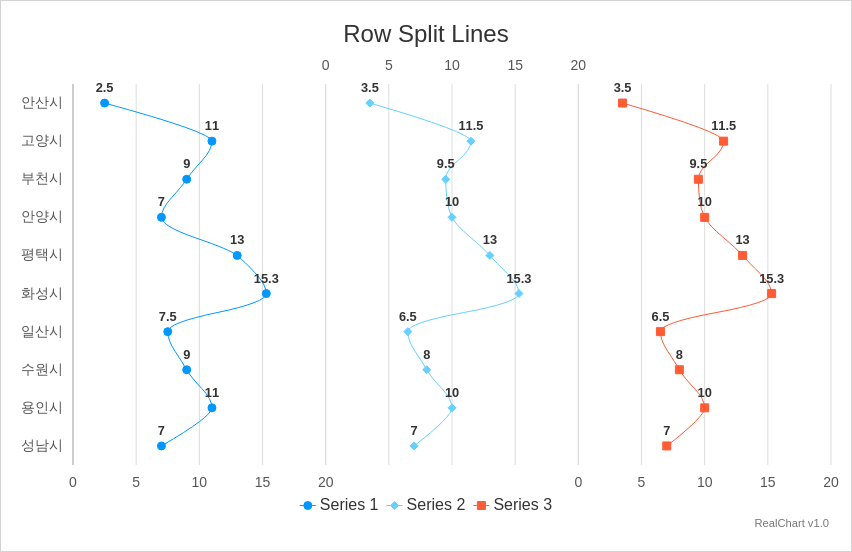 Row Split Lines
0 5 10 15 20
2.5 3.5 3.5
안산시
11 11.5 11.5
고양시
9 9.5 9.5
부천시
7 10 10
안양시
13 13 13
평택시
15.3 15.3 15.3
화성시
7.5 6.5 6.5
일산시
9 8 8
수원시
11 10 10
용인시
7 7 7
성남시
0 5 10 15 20 0 5 10 15 20
Series 1 Series 2 Series 3
RealChart v1.0